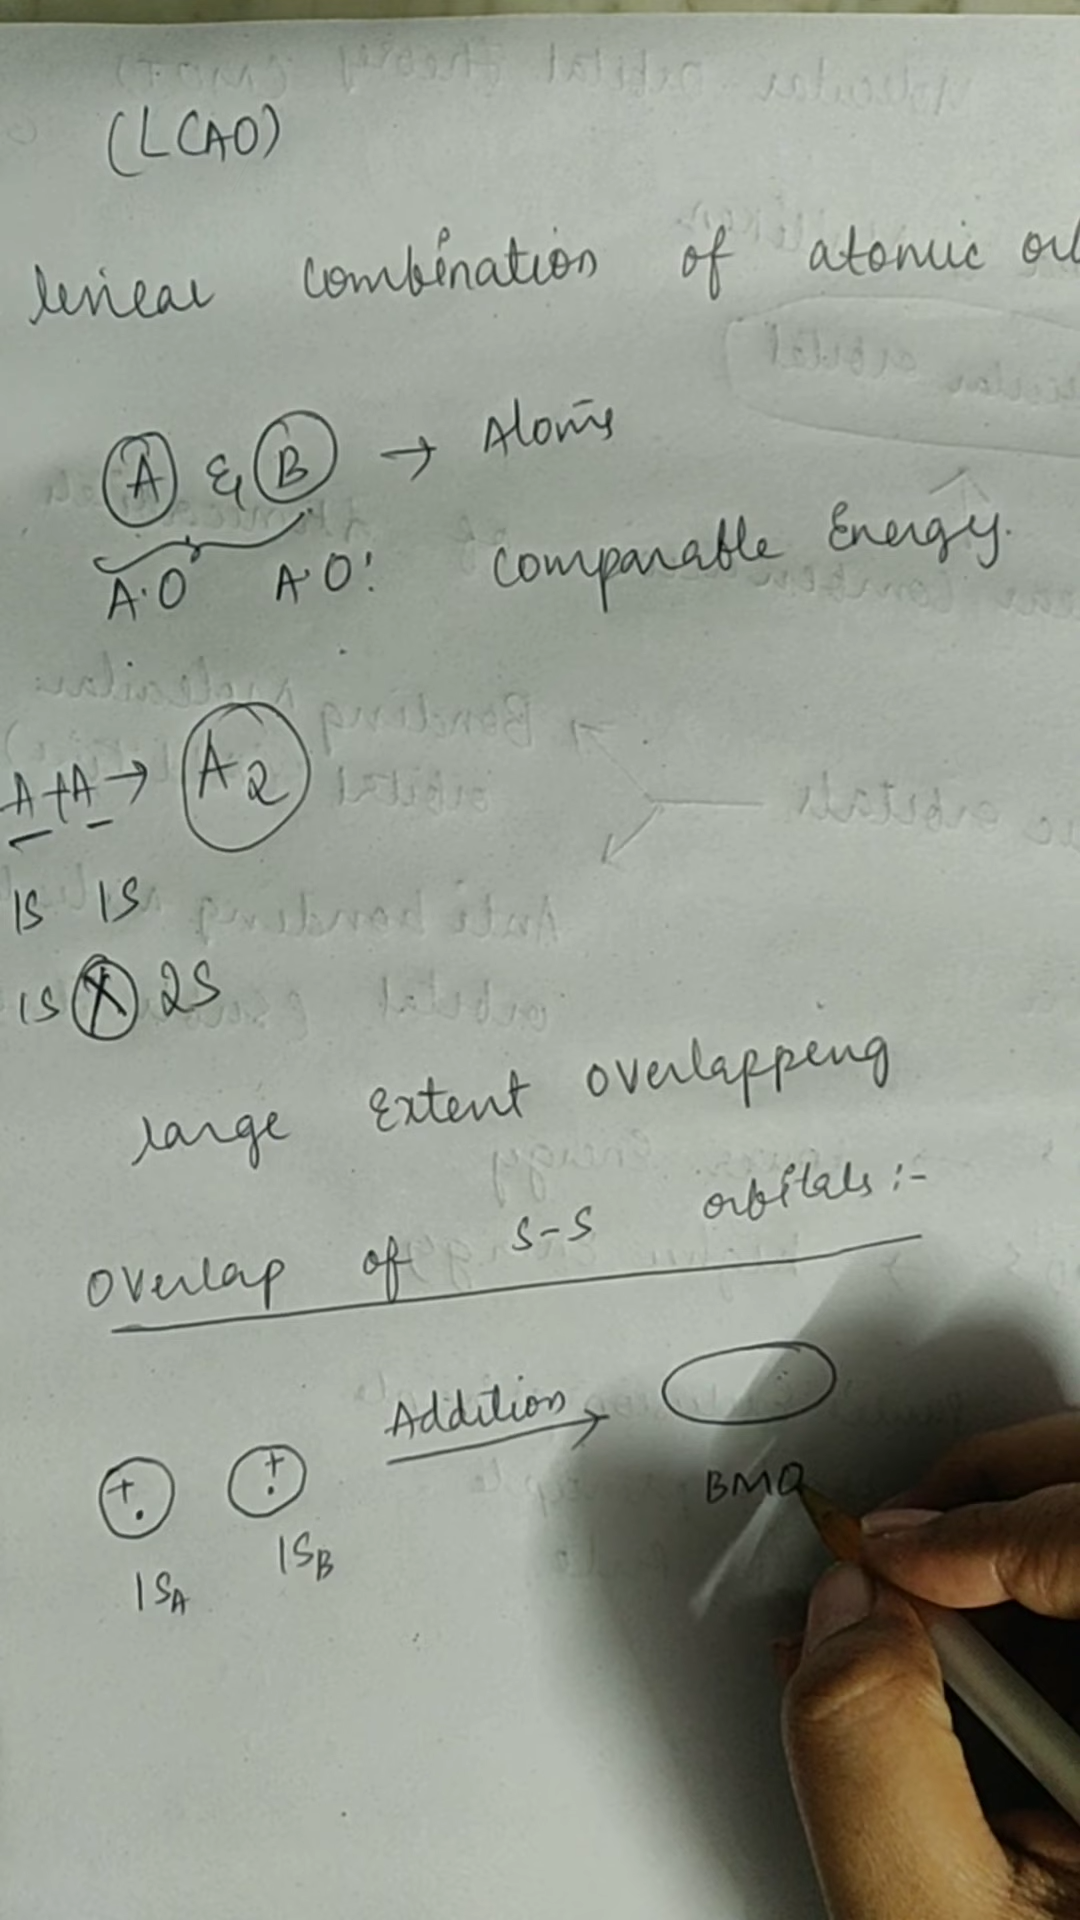 (LCAO)
linear combination of atomic
A & B → Atoms
A.O A.O: comparable Energy.
A+A → A2
1S 1S
1S X 2S
large Extent overlapping
Overlap of S-S orbitals :-
+ + Addition
BMO
1SA 1SB